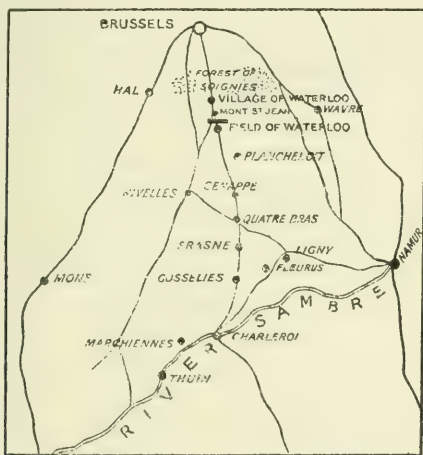 BRUSSELS
FOREST OF
SOIGNIES
HAL
VILLAGE OF WATERLOO
MONT ST JEAN
WAVRE
FIELD OF WATERLOO
PLANCHENOIT
NIVELLES
GENAPPE
QUATRE BRAS
FRASNE
LIGNY
FLEURUS
NAMUR
MONS
GOSSELIES
RIVER SAMBRE
MARCHIENNES
CHARLEROI
THUIN